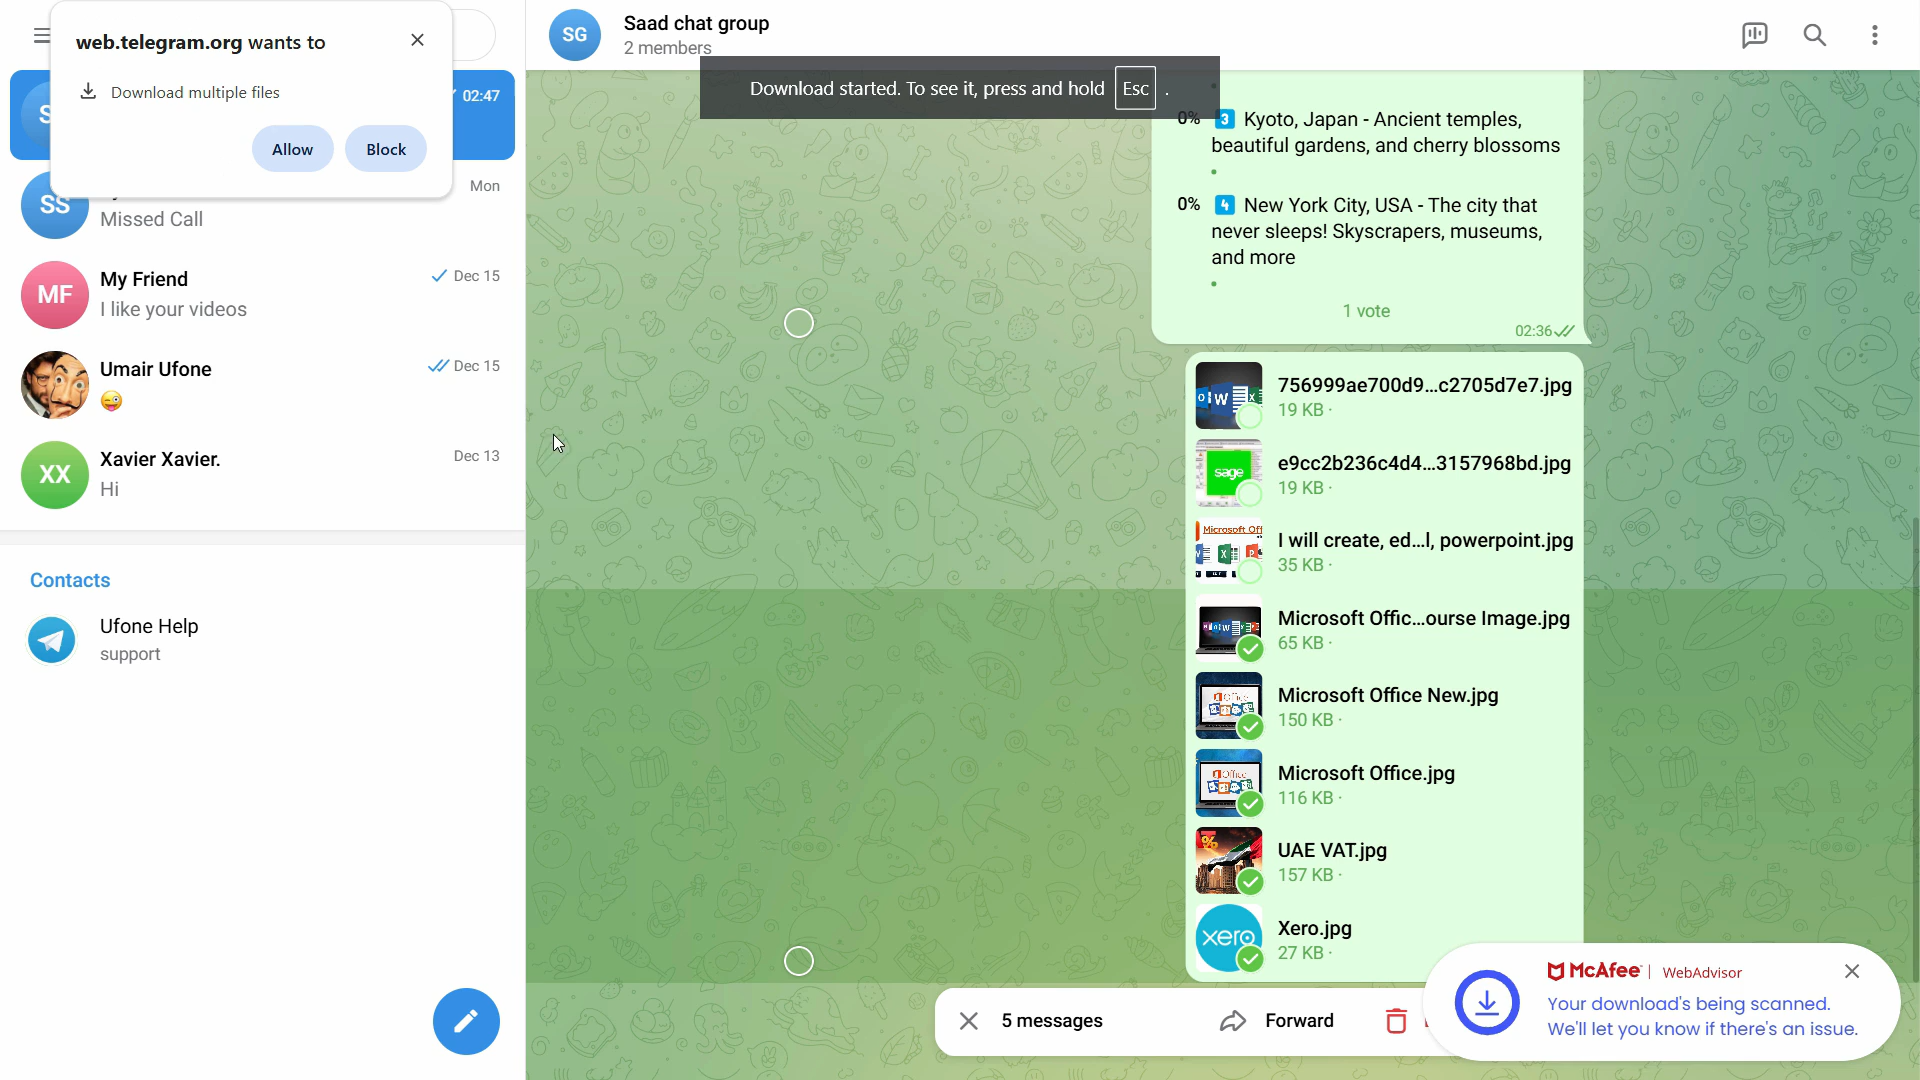 web.telegram.org wants to
Download multiple files
Allow
Block
02:47
SS
Mon
Missed Call
MF
My Friend
Dec 15
I like your videos
Umair Ufone
Dec 15
XX
Xavier Xavier.
Dec 13
Hi
Contacts
Ufone Help
support
SG
Saad chat group
2 members
Download started. To see it, press and hold Esc .
0% 3 Kyoto, Japan - Ancient temples,
beautiful gardens, and cherry blossoms
0% 4 New York City, USA - The city that
never sleeps! Skyscrapers, museums,
and more
1 vote
02:36
756999ae700d9...c2705d7e7.jpg
19 KB ·
sage
e9cc2b236c4d4...3157968bd.jpg
19 KB ·
Microsoft Off
I will create, ed...l, powerpoint.jpg
35 KB ·
Microsoft Offic...ourse Image.jpg
65 KB ·
Office
Microsoft Office New.jpg
150 KB ·
Office
Microsoft Office.jpg
116 KB ·
%
UAE VAT.jpg
157 KB ·
xero
Xero.jpg
27 KB ·
5 messages
Forward
McAfee | WebAdvisor
Your download's being scanned.
We'll let you know if there's an issue.